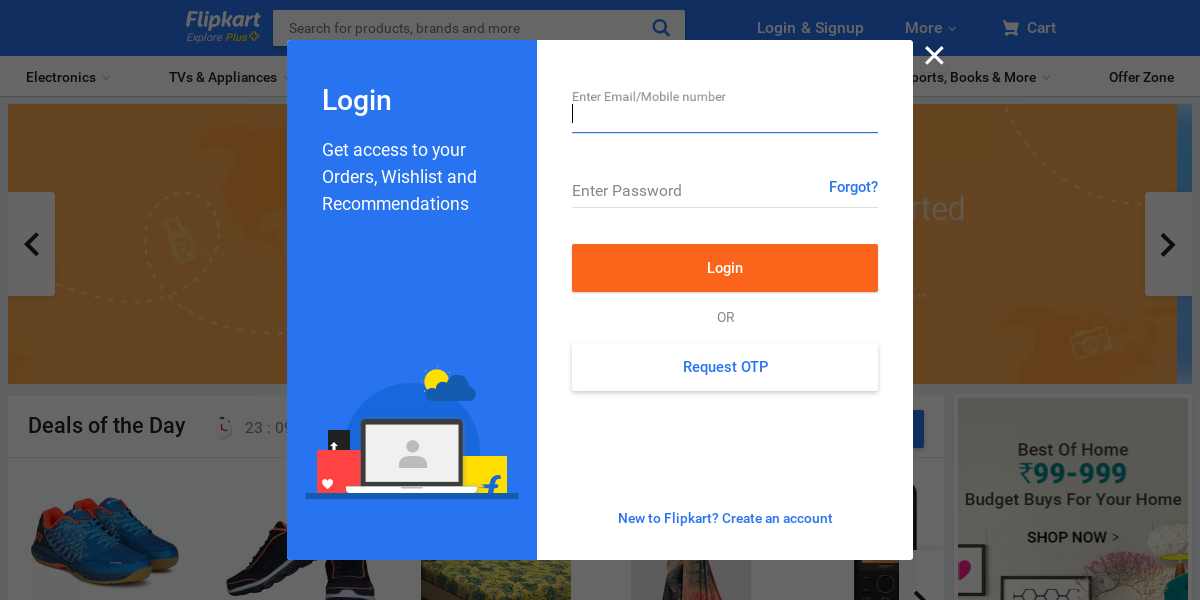 Flipkart
Explore Plus
Search for products, brands and more
Login & Signup
More
Cart
Electronics
TVs & Appliances
ports, Books & More
Offer Zone
Login
Get access to your
Orders, Wishlist and
Recommendations
Enter Email/Mobile number
Enter Password
Forgot?
Login
OR
Request OTP
New to Flipkart? Create an account
rted
Deals of the Day
23 : 09
Best Of Home
₹99-999
Budget Buys For Your Home
SHOP NOW >